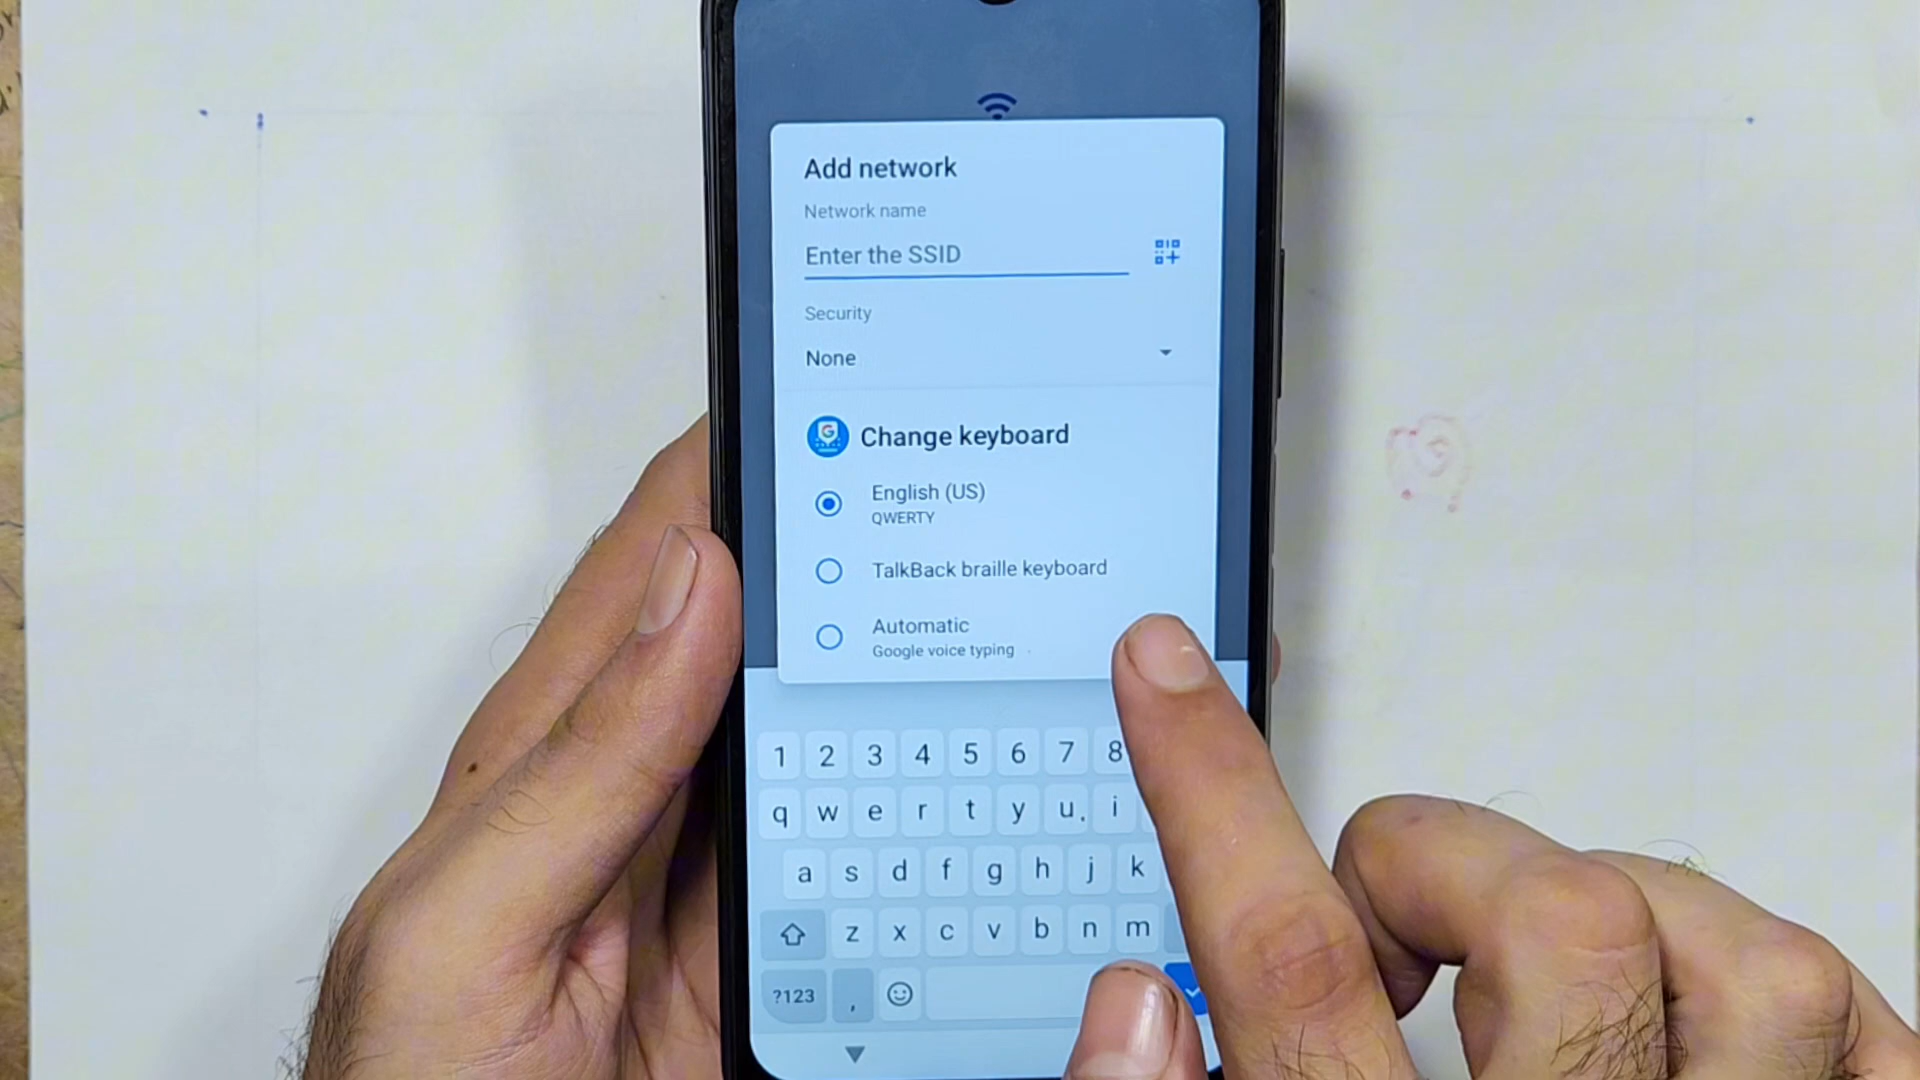 Add network
Network name
Enter the SSID
Security
None
G Change keyboard
English (US)
QWERTY
TalkBack braille keyboard
Automatic
Google voice typing
1 2 3 4 5 6 7 8
q w e r t y u i
a s d f g h j k
z x c v b n m
?123 ,